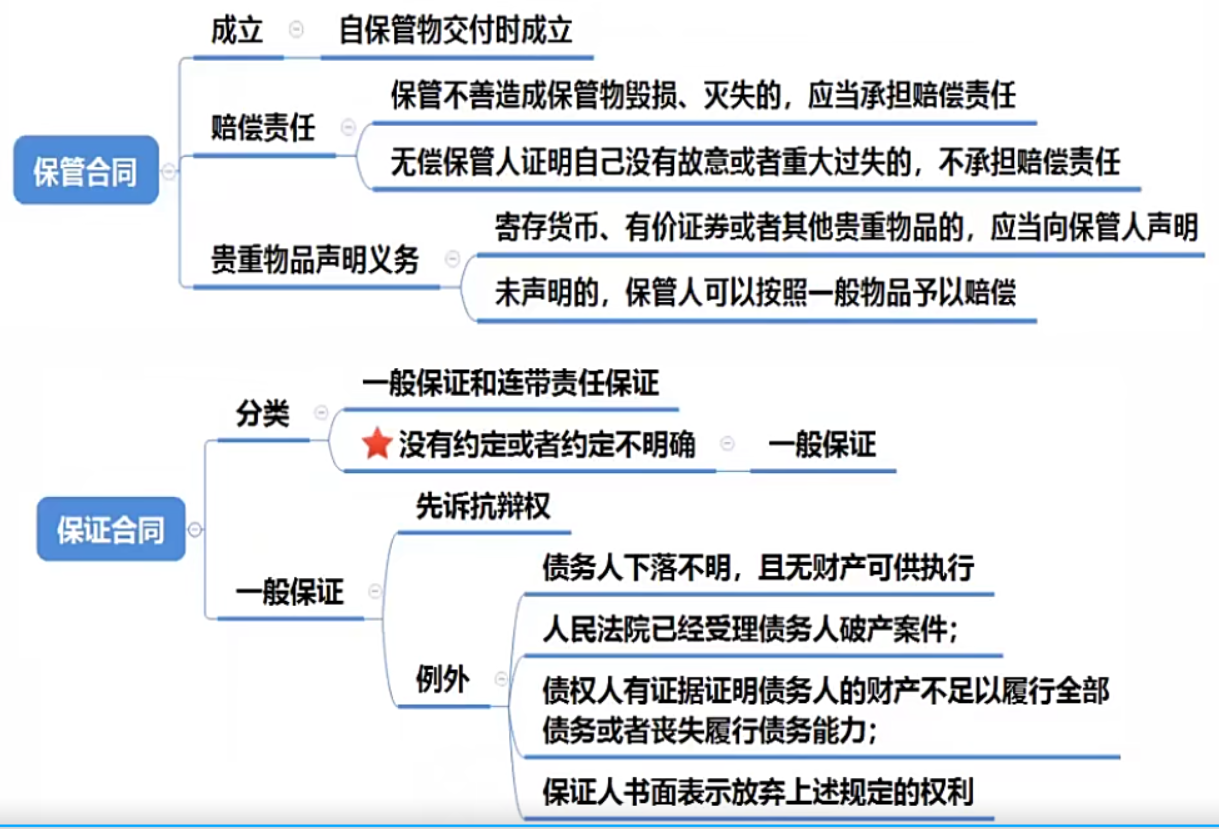 保管合同
成立
自保管物交付时成立
赔偿责任
保管不善造成保管物毁损、灭失的，应当承担赔偿责任
无偿保管人证明自己没有故意或者重大过失的，不承担赔偿责任
贵重物品声明义务
寄存货币、有价证券或者其他贵重物品的，应当向保管人声明
未声明的，保管人可以按照一般物品予以赔偿
保证合同
分类
一般保证和连带责任保证
没有约定或者约定不明确
一般保证
一般保证
先诉抗辩权
例外
债务人下落不明，且无财产可供执行
人民法院已经受理债务人破产案件；
债权人有证据证明债务人的财产不足以履行全部
债务或者丧失履行债务能力；
保证人书面表示放弃上述规定的权利